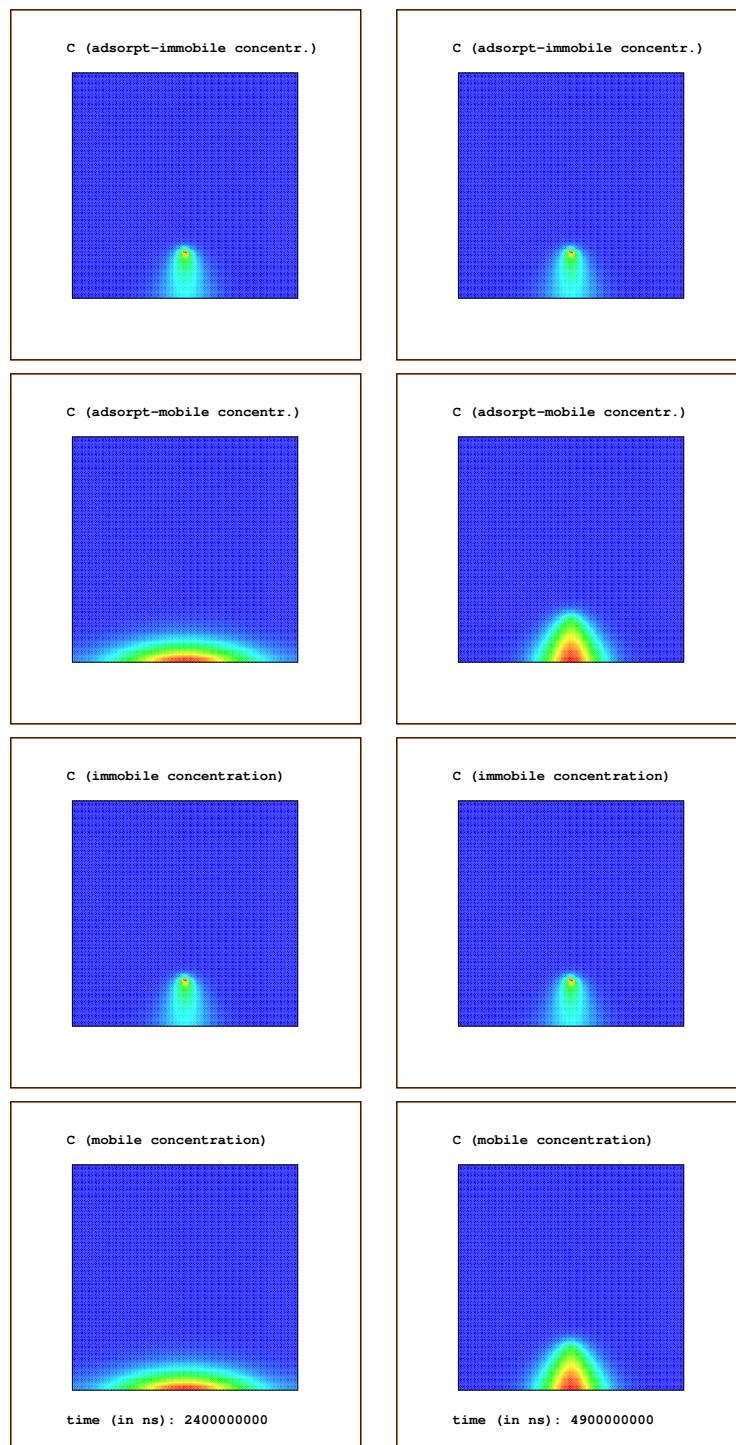 C (adsorpt-immobile concentr.)
C (adsorpt-immobile concentr.)
C (adsorpt-mobile concentr.)
C (adsorpt-mobile concentr.)
C (immobile concentration)
C (immobile concentration)
C (mobile concentration)
C (mobile concentration)
time (in ns): 2400000000
time (in ns): 4900000000